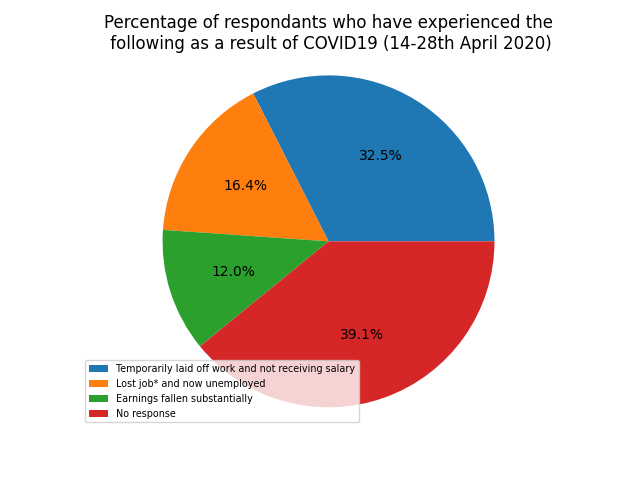 Percentage of respondants who have experienced the
following as a result of COVID19 (14-28th April 2020)
32.5%
16.4%
12.0%
39.1%
Temporarily laid off work and not receiving salary
Lost job* and now unemployed
Earnings fallen substantially
No response